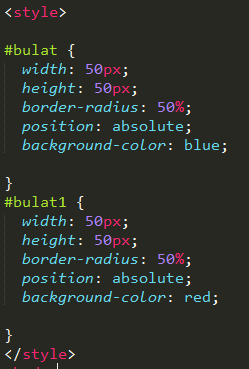 <style>
#bulat {
width: 50px;
height: 50px;
border-radius: 50%;
position: absolute;
background-color: blue;
}
#bulat1 {
width: 50px;
height: 50px;
border-radius: 50%;
position: absolute;
background-color: red;
}
</style>